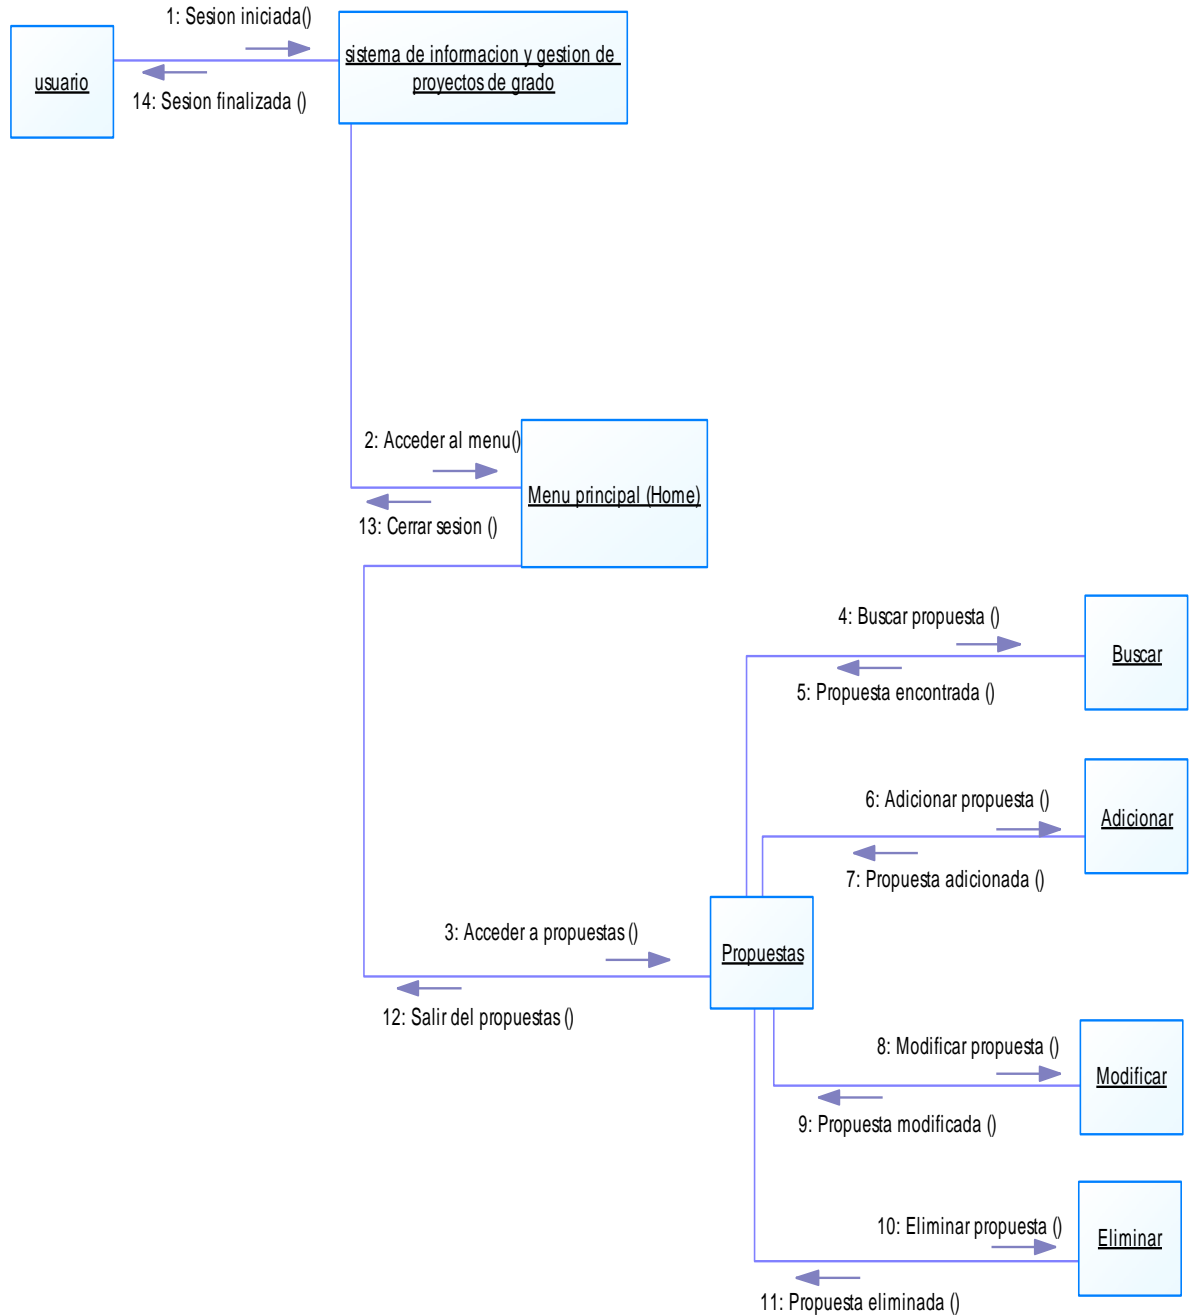 1: Sesion iniciada()
usuario
sistema de informacion y gestion de
proyectos de grado
14: Sesion finalizada ()
2: Acceder al menu()
Menu principal (Home)
13: Cerrar sesion ()
4: Buscar propuesta ()
Buscar
5: Propuesta encontrada ()
6: Adicionar propuesta ()
Adicionar
7: Propuesta adicionada ()
3: Acceder a propuestas ()
Propuestas
12: Salir del propuestas ()
8: Modificar propuesta ()
Modificar
9: Propuesta modificada ()
10: Eliminar propuesta ()
Eliminar
11: Propuesta eliminada ()